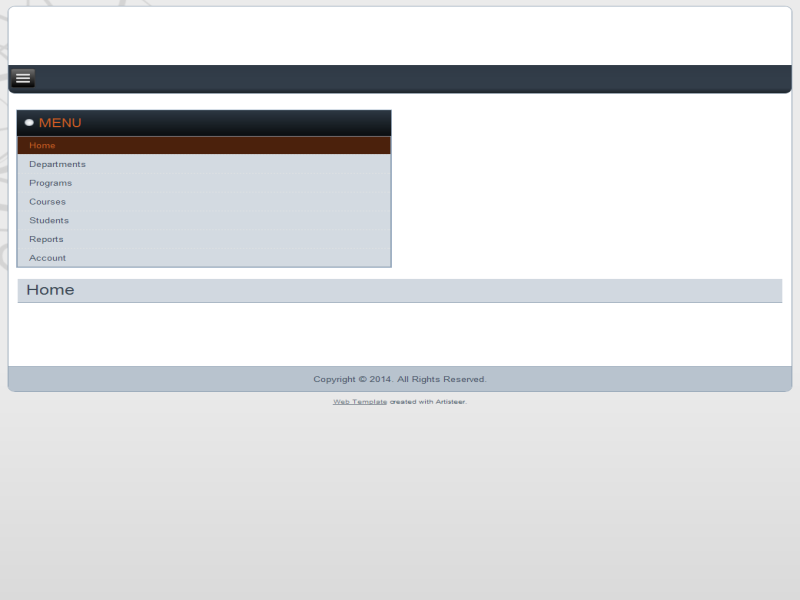 MENU
Home
Departments
Programs
Courses
Students
Reports
Account
Home
Copyright © 2014. All Rights Reserved.
Web Template created with Artisteer.